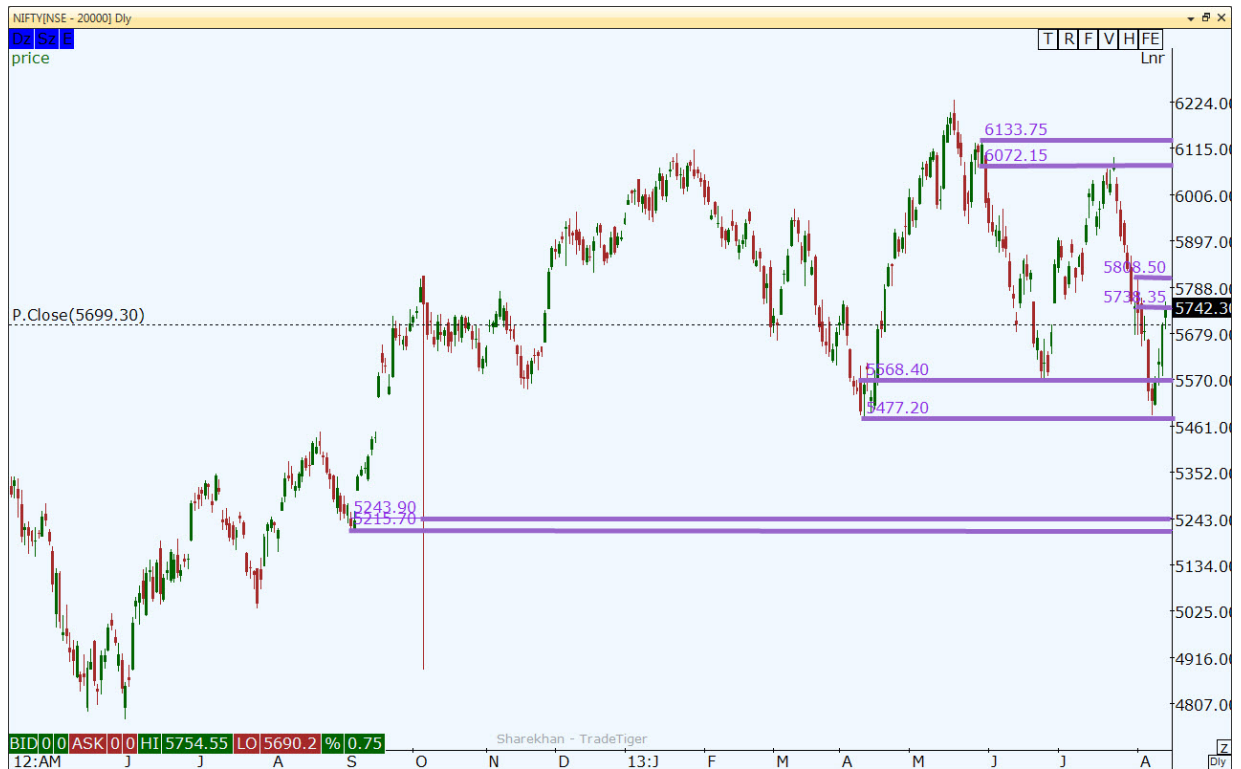 NIFTY[NSE - 20000] Dly
Dz Sz E
T R F V H FE
price
Lnr
6224.00
6133.75
6115.00
6072.15
6006.00
5897.00
5808.50
5788.00
5738.35
P.Close(5699.30)
5742.30
5679.00
5568.40
5570.00
5477.20
5461.00
5352.00
5243.90
5215.70
5243.00
5134.00
5025.00
4916.00
4807.00
BID 0 0 ASK 0 0 HI 5754.55 LO 5690.2 % 0.75
Sharekhan - TradeTiger
Z
12:AM J J A S O N D 13:J F M A M J J A
Dly